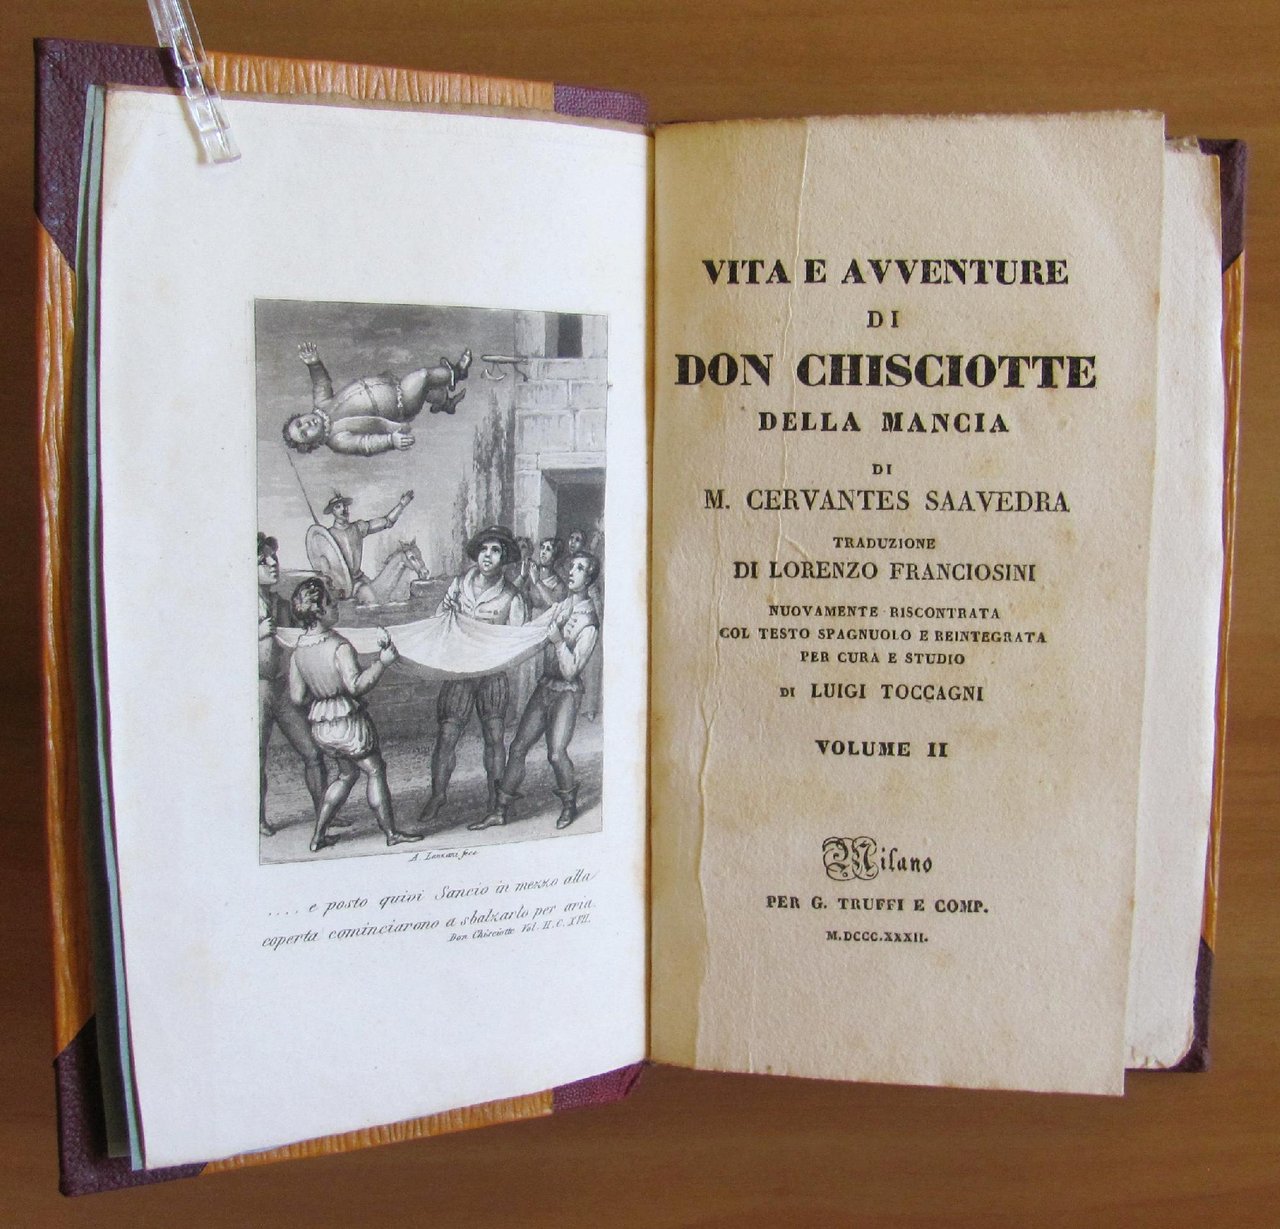 A. Lanzani fece
.... e posto quivi Sancio in mezzo alla
coperta cominciarono a sbalzarlo per aria.
Don Chisciotte Vol. II. C. XVII.
VITA E AVVENTURE
DI
DON CHISCIOTTE
DELLA MANCIA
DI
M. CERVANTES SAAVEDRA
TRADUZIONE
DI LORENZO FRANCIOSINI
NUOVAMENTE RISCONTRATA
COL TESTO SPAGNUOLO E REINTEGRATA
PER CURA E STUDIO
DI LUIGI TOCCAGNI
VOLUME II
Milano
PER G. TRUFFI E COMP.
M.DCCC.XXXII.